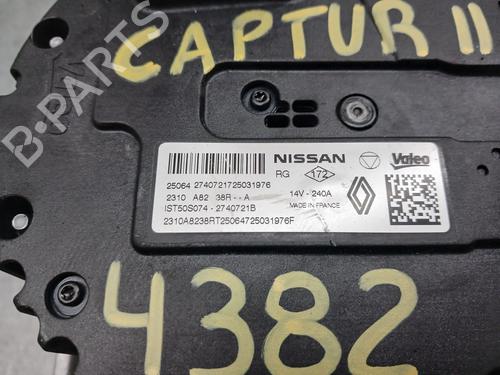 CAPTUR II
B-PARTS
NISSAN Valeo
RG 172
25064 2740721725031976
14V - 240A
2310 A82 38R - - A
MADE IN FRANCE
IST50S074 - 2740721B
2310A8238RT25064725031976F
4382